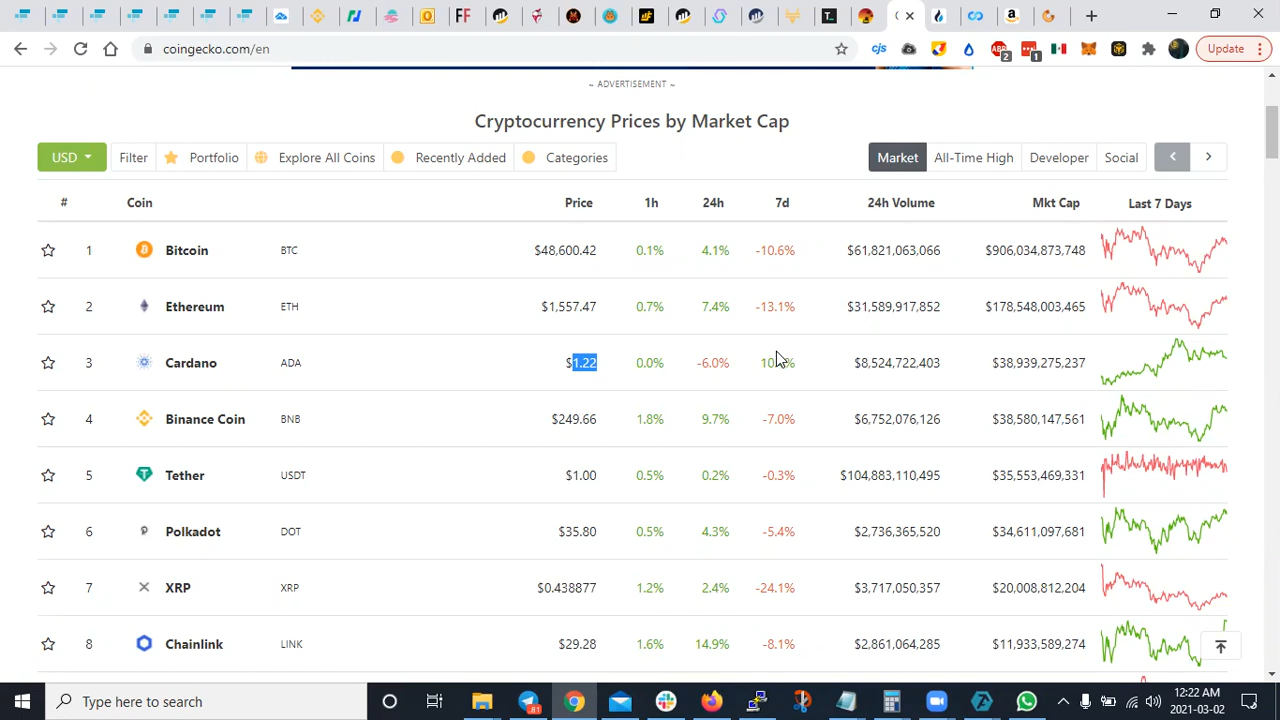 coingecko.com/en
Update
2
1
~ ADVERTISEMENT ~
Cryptocurrency Prices by Market Cap
USD Filter Portfolio Explore All Coins Recently Added Categories Market All-Time High Developer Social
# Coin Price 1h 24h 7d 24h Volume Mkt Cap Last 7 Days
1 Bitcoin BTC $48,600.42 0.1% 4.1% -10.6% $61,821,063,066 $906,034,873,748
2 Ethereum ETH $1,557.47 0.7% 7.4% -13.1% $31,589,917,852 $178,548,003,465
3 Cardano ADA $1.22 0.0% -6.0% $8,524,722,403 $38,939,275,237
4 Binance Coin BNB $249.66 1.8% 9.7% -7.0% $6,752,076,126 $38,580,147,561
5 Tether USDT $1.00 0.5% 0.2% -0.3% $104,883,110,495 $35,553,469,331
6 Polkadot DOT $35.80 0.5% 4.3% -5.4% $2,736,365,520 $34,611,097,681
7 XRP XRP $0.438877 1.2% 2.4% -24.1% $3,717,050,357 $20,008,812,204
8 Chainlink LINK $29.28 1.6% 14.9% -8.1% $2,861,064,285 $11,933,589,274
Type here to search
12:22 AM
2021-03-02